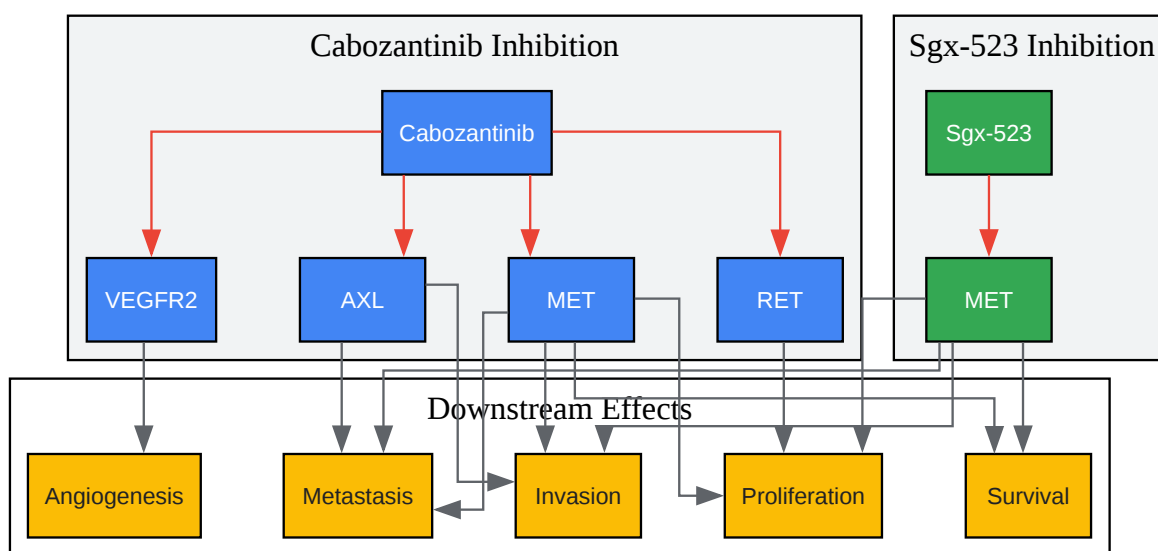 Cabozantinib Inhibition
Sgx-523 Inhibition
Cabozantinib
Sgx-523
VEGFR2
AXL
MET
RET
MET
Downstream Effects
Angiogenesis
Metastasis
Invasion
Proliferation
Survival